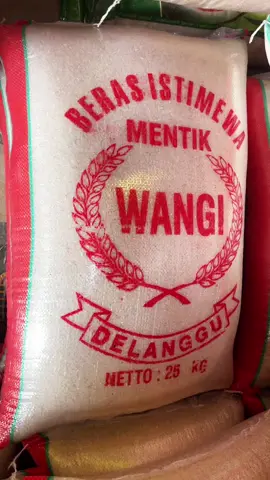 BERAS ISTIMEWA
MENTIK
WANGI
DELANGGU
NETTO : 25 KG